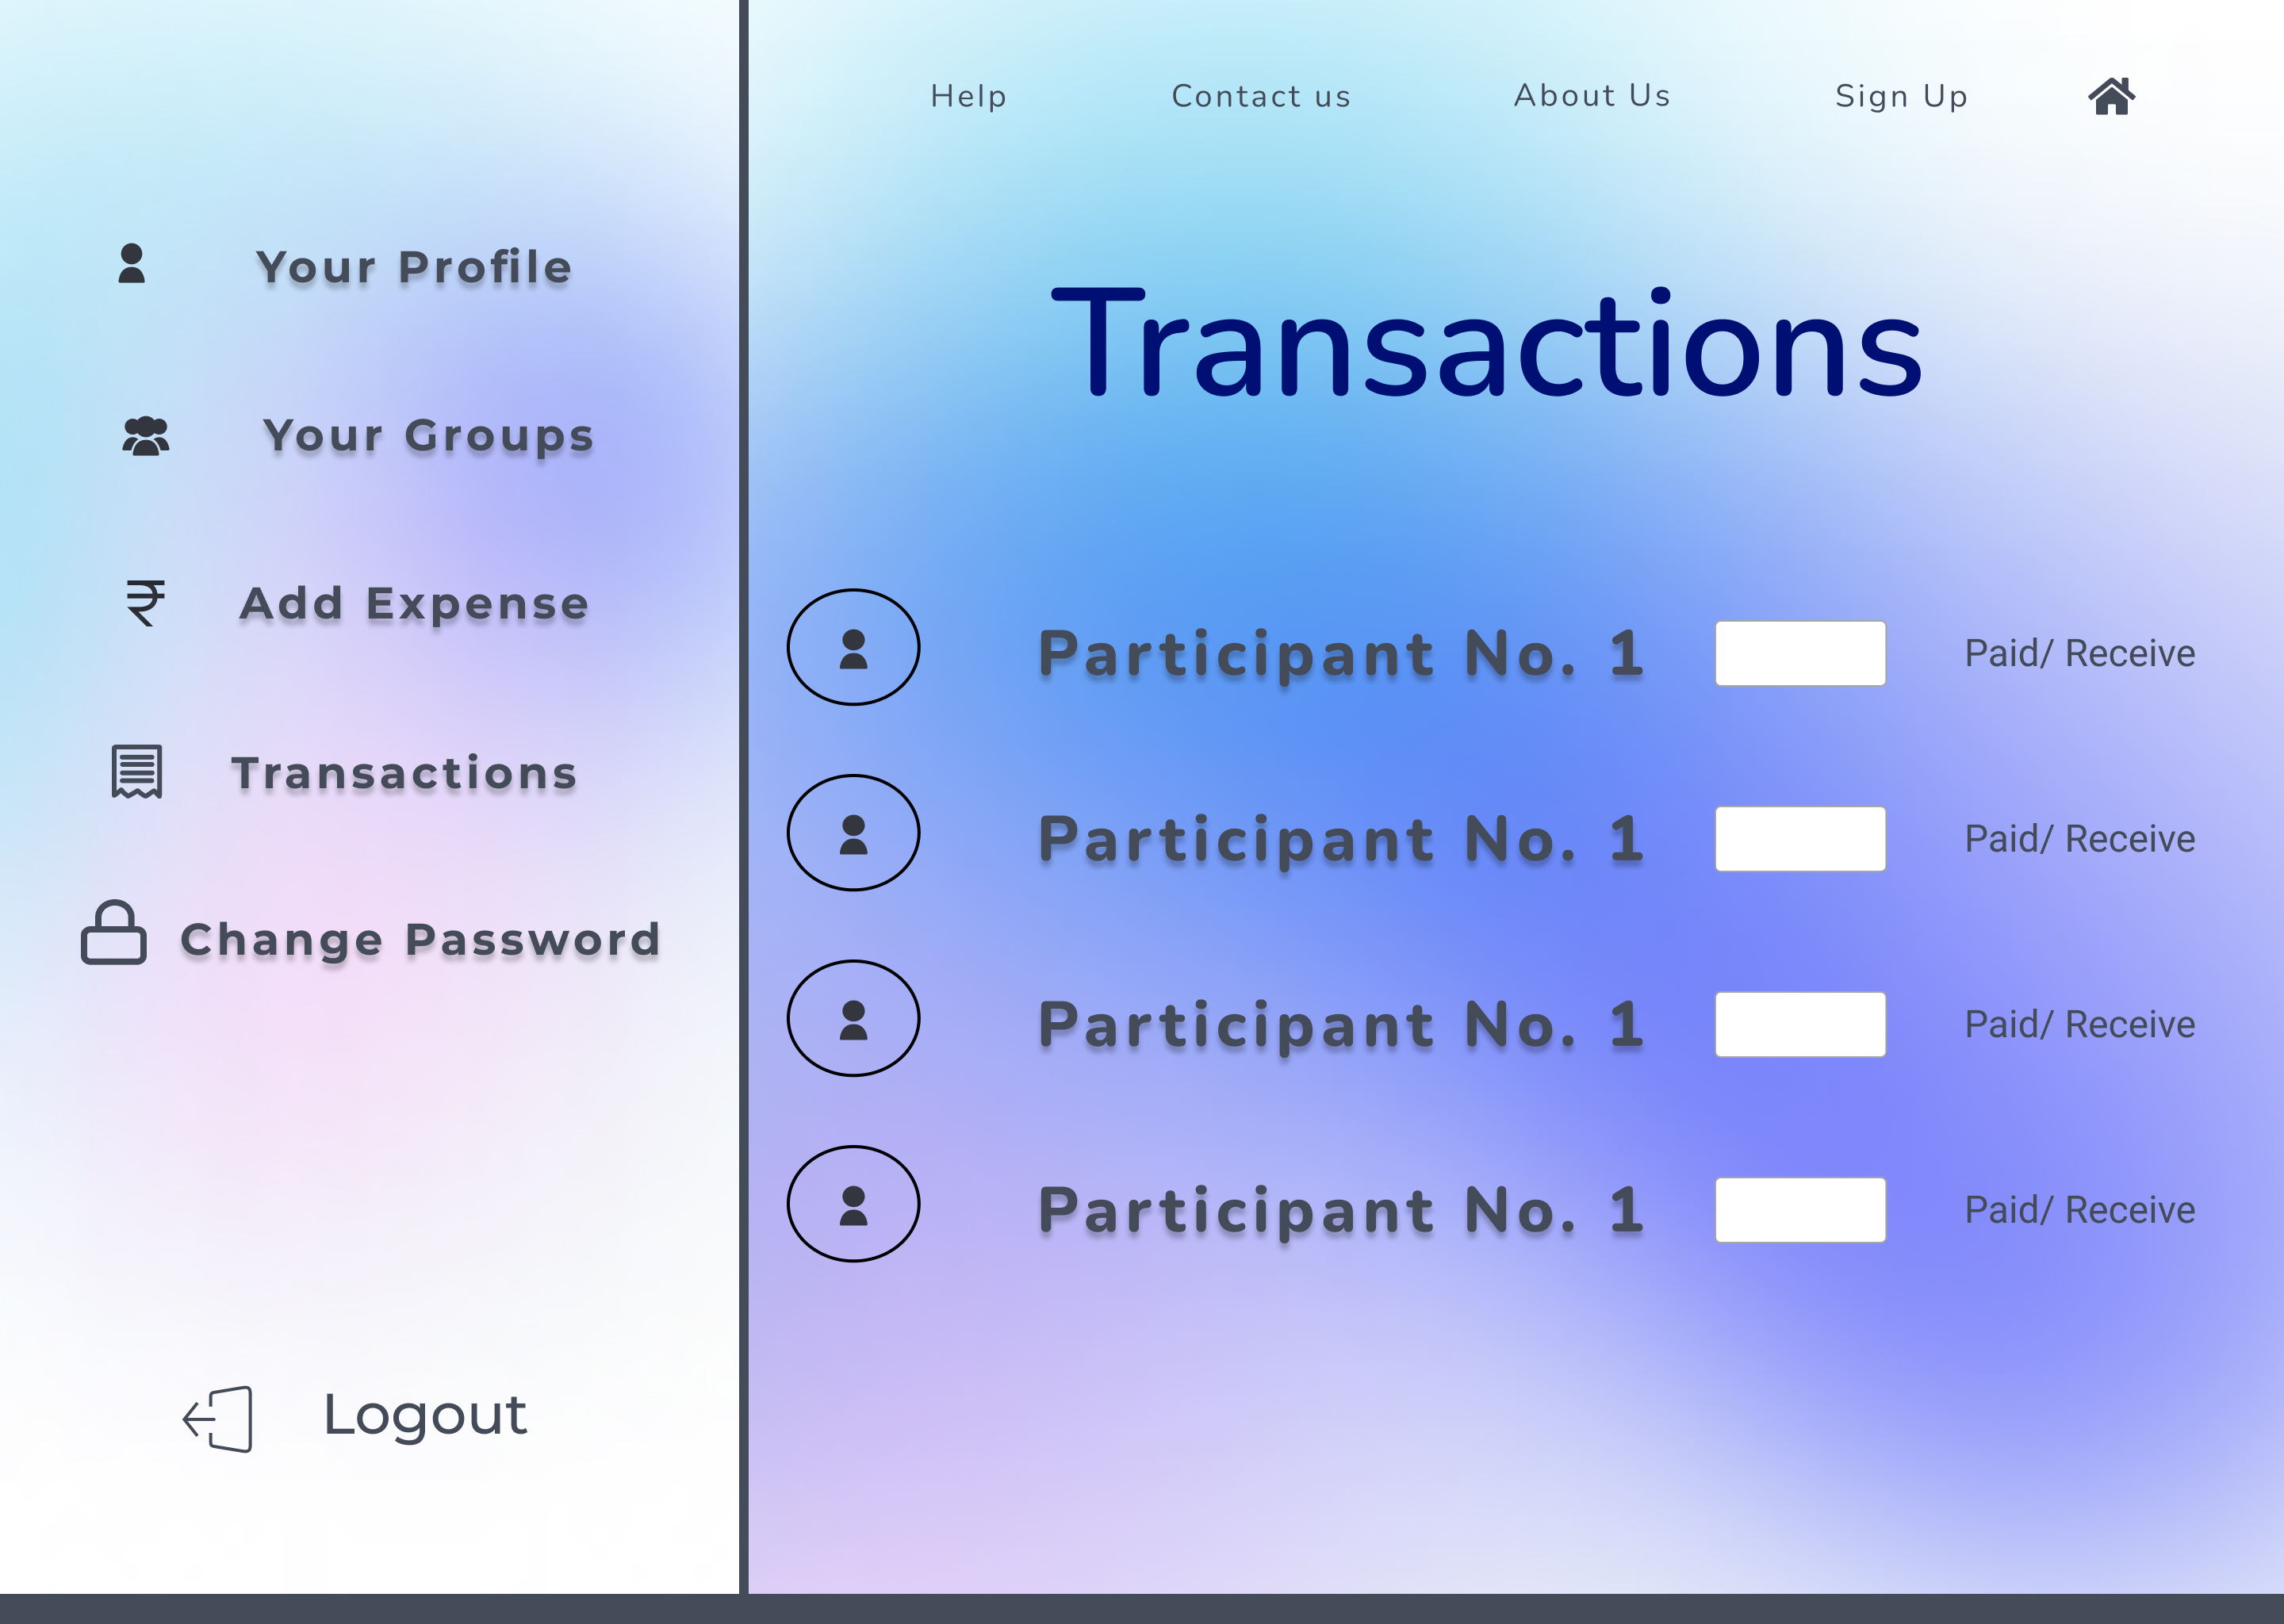 Help Contact us About Us Sign Up
Your Profile
Your Groups
₹ Add Expense
Transactions
Change Password
Logout
Transactions
Participant No. 1 Paid/ Receive
Participant No. 1 Paid/ Receive
Participant No. 1 Paid/ Receive
Participant No. 1 Paid/ Receive